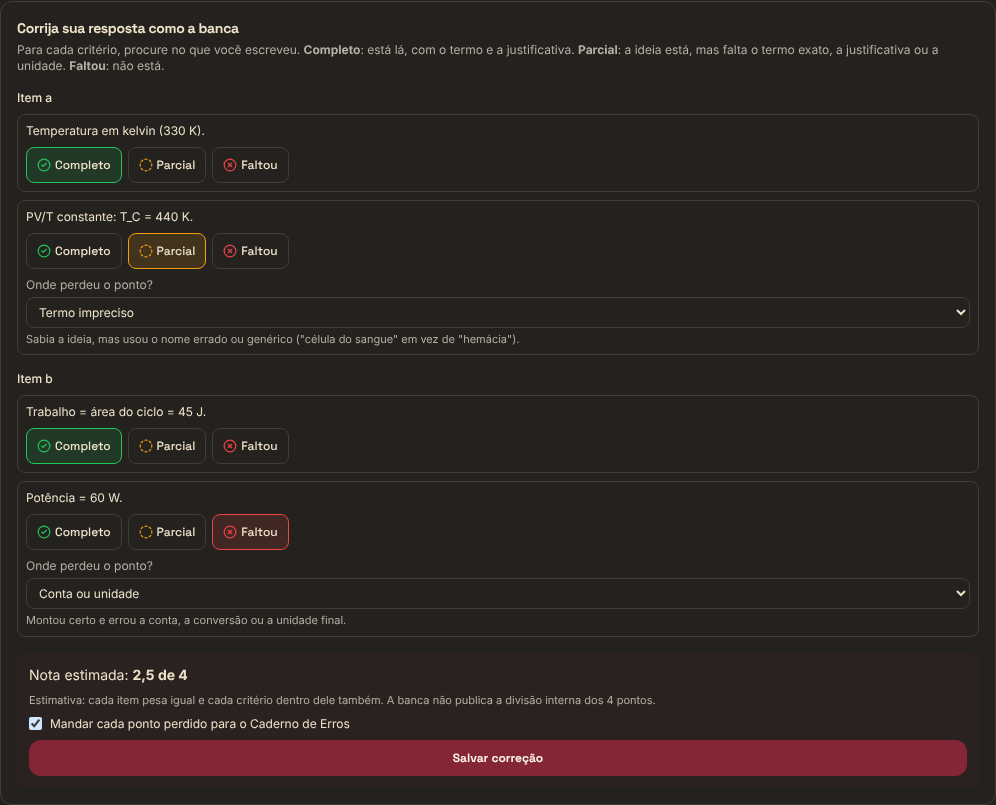 Corrija sua resposta como a banca
Para cada critério, procure no que você escreveu. Completo: está lá, com o termo e a justificativa. Parcial: a ideia está, mas falta o termo exato, a justificativa ou a
unidade. Faltou: não está.
Item a
Temperatura em kelvin (330 K).
Completo Parcial Faltou
PV/T constante: T_C = 440 K.
Completo Parcial Faltou
Onde perdeu o ponto?
Termo impreciso
Sabia a ideia, mas usou o nome errado ou genérico ("célula do sangue" em vez de "hemácia").
Item b
Trabalho = área do ciclo = 45 J.
Completo Parcial Faltou
Potência = 60 W.
Completo Parcial Faltou
Onde perdeu o ponto?
Conta ou unidade
Montou certo e errou a conta, a conversão ou a unidade final.
Nota estimada: 2,5 de 4
Estimativa: cada item pesa igual e cada critério dentro dele também. A banca não publica a divisão interna dos 4 pontos.
Mandar cada ponto perdido para o Caderno de Erros
Salvar correção